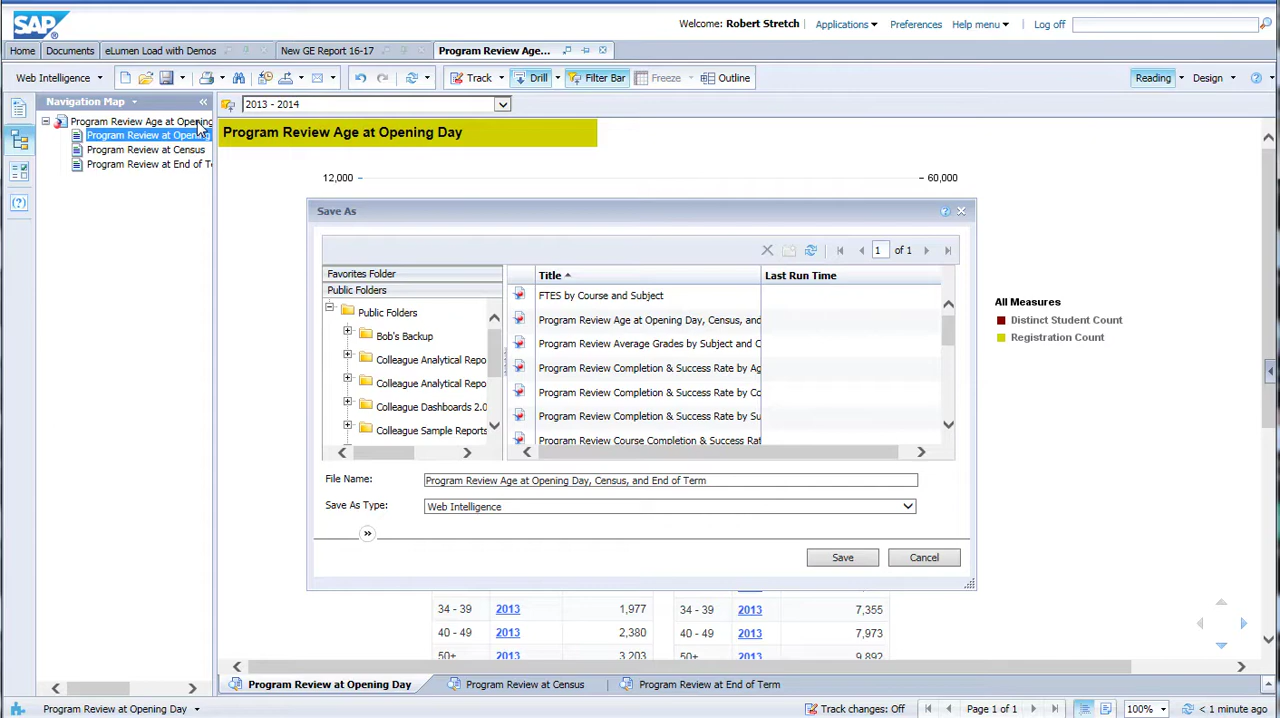 SAP
Welcome: Robert Stretch
Applications
Preferences
Help menu
Log off
Home
Documents
eLumen Load with Demos
New GE Report 16-17
Program Review Age...
Web Intelligence
Track
Drill
Filter Bar
Freeze
Outline
Reading
Design
Navigation Map
2013 - 2014
Program Review Age at Opening
Program Review at Opening
Program Review at Census
Program Review at End of T
Program Review Age at Opening Day
12,000
60,000
Save As
1 of 1
Favorites Folder
Public Folders
Public Folders
Bob's Backup
Colleague Analytical Repo
Colleague Analytical Repo
Colleague Dashboards 2.0
Colleague Sample Reports
Title
Last Run Time
FTES by Course and Subject
Program Review Age at Opening Day, Census, and
Program Review Average Grades by Subject and C
Program Review Completion & Success Rate by Ag
Program Review Completion & Success Rate by Co
Program Review Completion & Success Rate by Su
Program Review Course Completion & Success Rat
File Name:
Program Review Age at Opening Day, Census, and End of Term
Save As Type:
Web Intelligence
Save
Cancel
All Measures
Distinct Student Count
Registration Count
34 - 39 2013 1,977 34 - 39 2013 7,355
40 - 49 2013 2,380 40 - 49 2013 7,973
50+ 2013 3,203 50+ 2013 9,892
Program Review at Opening Day
Program Review at Census
Program Review at End of Term
Program Review at Opening Day
Track changes: Off
Page 1 of 1
100%
< 1 minute ago